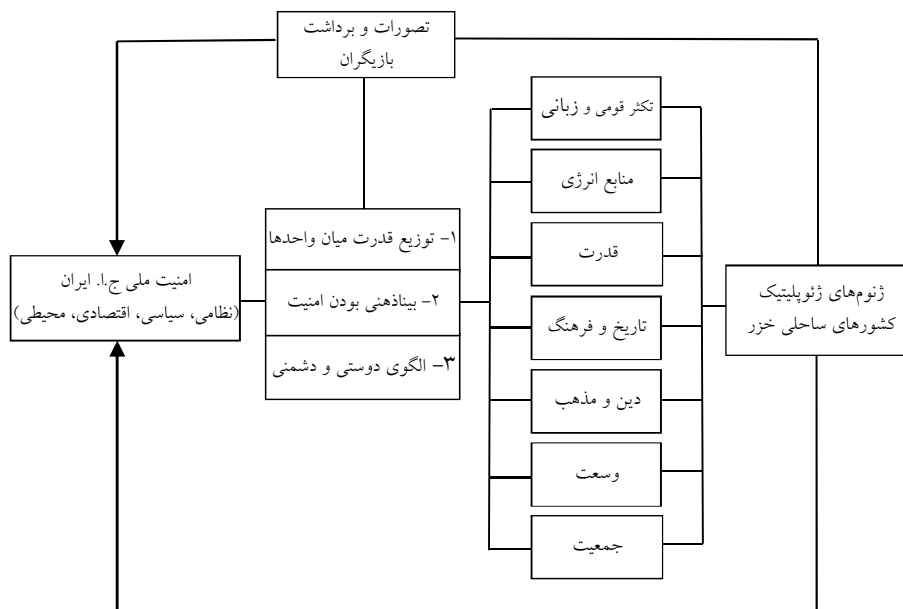 تصورات و برداشت
بازیگران
ژنوم‌های ژئوپلیتیک
کشورهای ساحلی خزر
تکثر قومی و زبانی
منابع انرژی
قدرت
تاریخ و فرهنگ
دین و مذهب
وسعت
جمعیت
۱- توزیع قدرت میان واحدها
۲- بیناذهنی بودن امنیت
۳- الگوی دوستی و دشمنی
امنیت ملی ج.ا. ایران
(نظامی، سیاسی، اقتصادی، محیطی)